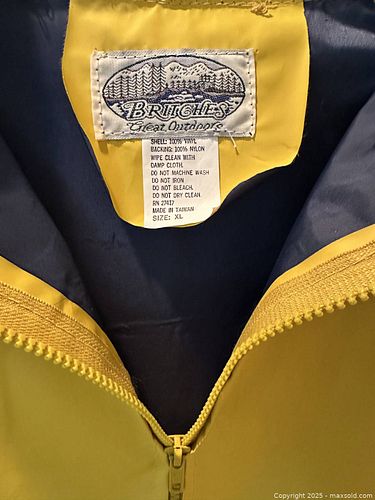 BRITCHES
Great Outdoors
SHELL: 100% VINYL
BACKING: 100% NYLON
WIPE CLEAN WITH
DAMP CLOTH.
DO NOT MACHINE WASH
DO NOT IRON
DO NOT BLEACH.
DO NOT DRY CLEAN.
RN 27417
MADE IN TAIWAN
SIZE: XL
Copyright 2025 - maxsold.com